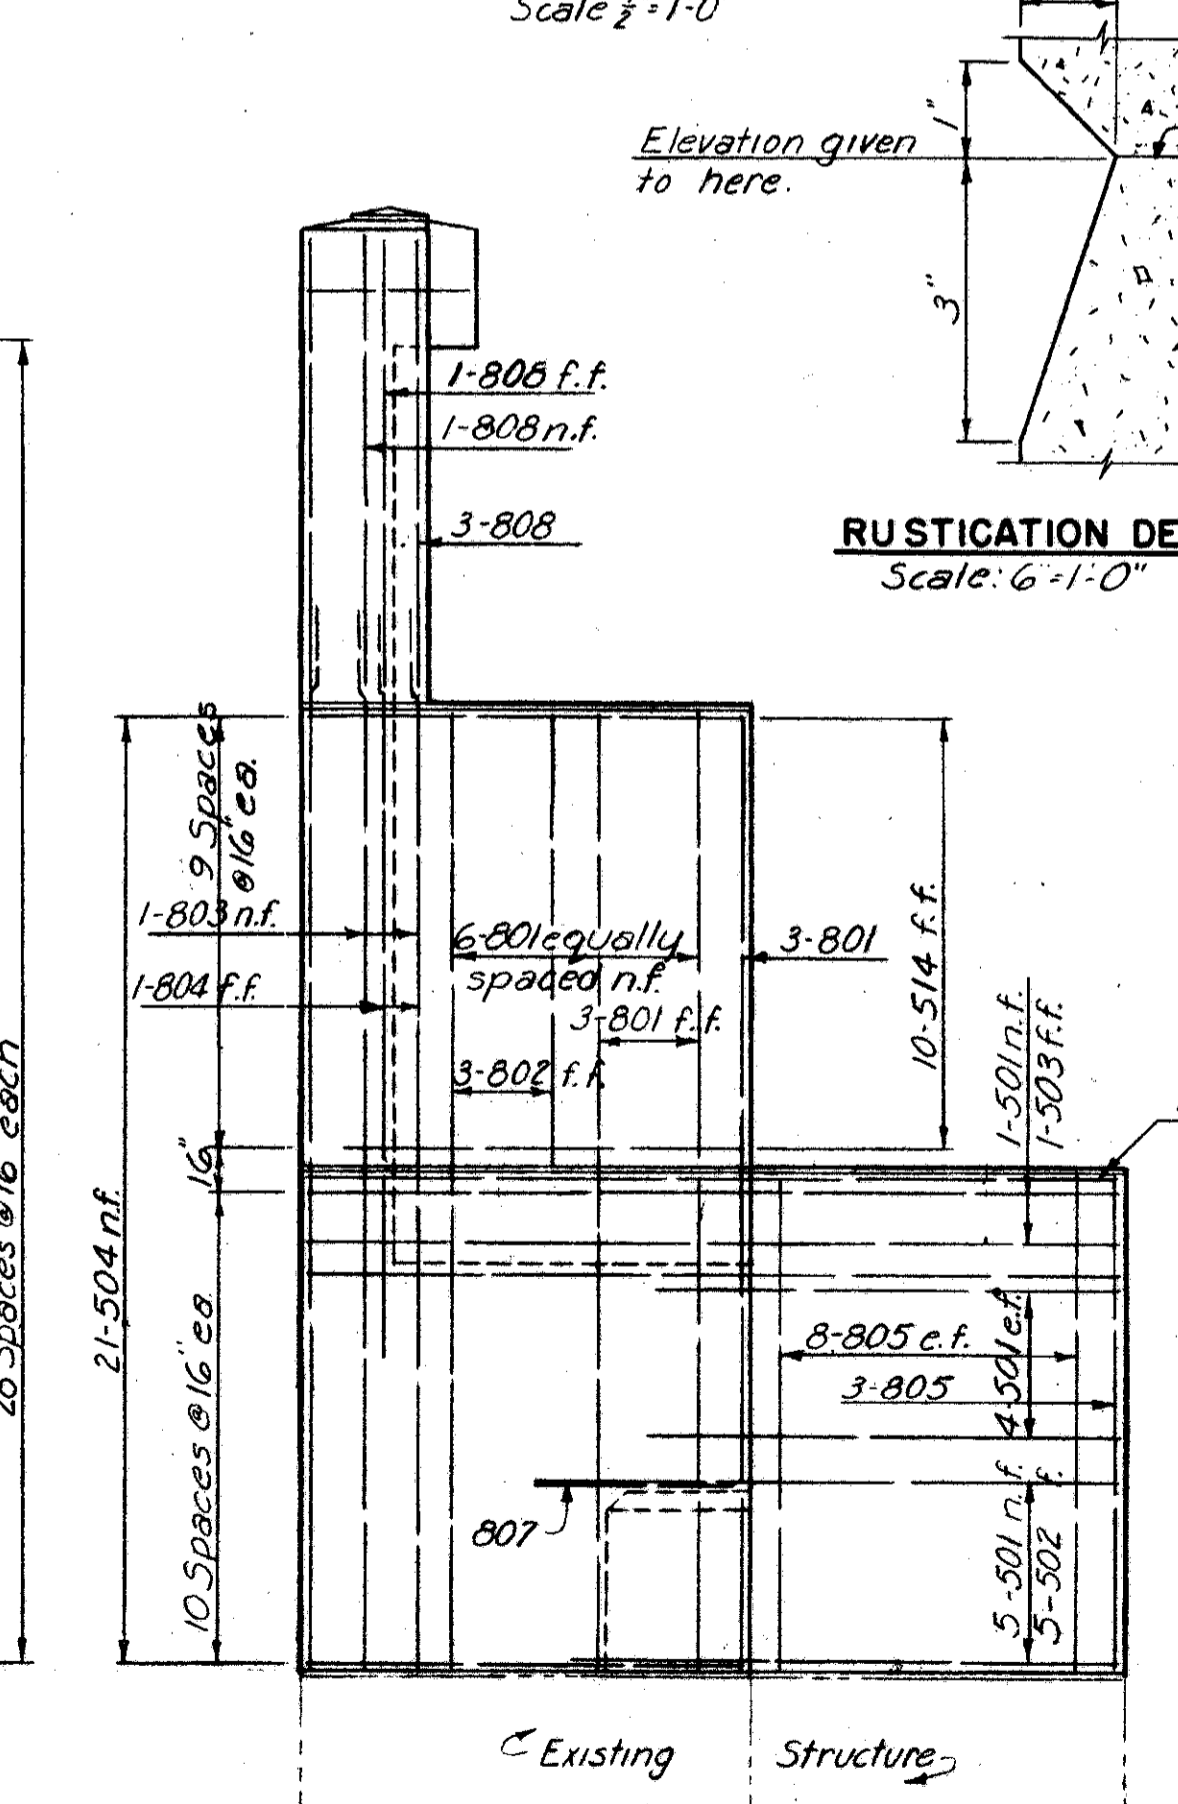 Scale ½"=1'-0"
1"
Elevation given
to here.
3"
1-808 f.f.
1-808 n.f.
3-808
RUSTICATION DE
Scale: 6"=1'-0"
9 Spaces
@16" ea.
1-803 n.f.
6-801 equally
spaced n.f.
3-801
1-804 f.f.
3-801 f.f.
3-802 f.f.
10-514 f.f.
1-501 n.f.
1-503 f.f.
16"
20 Spaces @ 16 each
21-504 n.f.
10 Spaces @ 16" ea.
8-805 e.f.
4-501 e.f.
3-805
807
5-501 n.f.
5-502 f.
Existing Structure